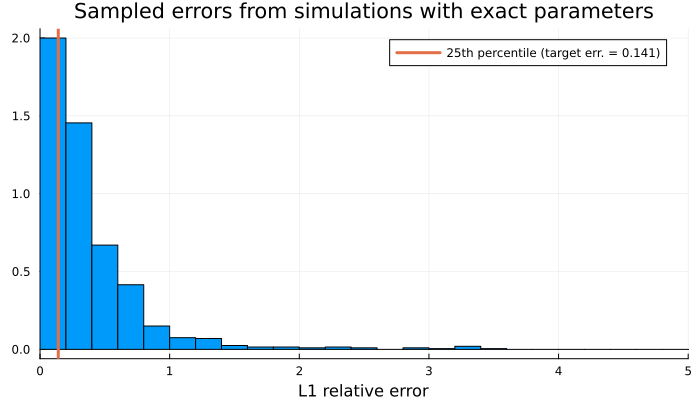 Sampled errors from simulations with exact parameters
25th percentile (target err. = 0.141)
2.0
1.5
1.0
0.5
0.0
0 1 2 3 4 5
L1 relative error